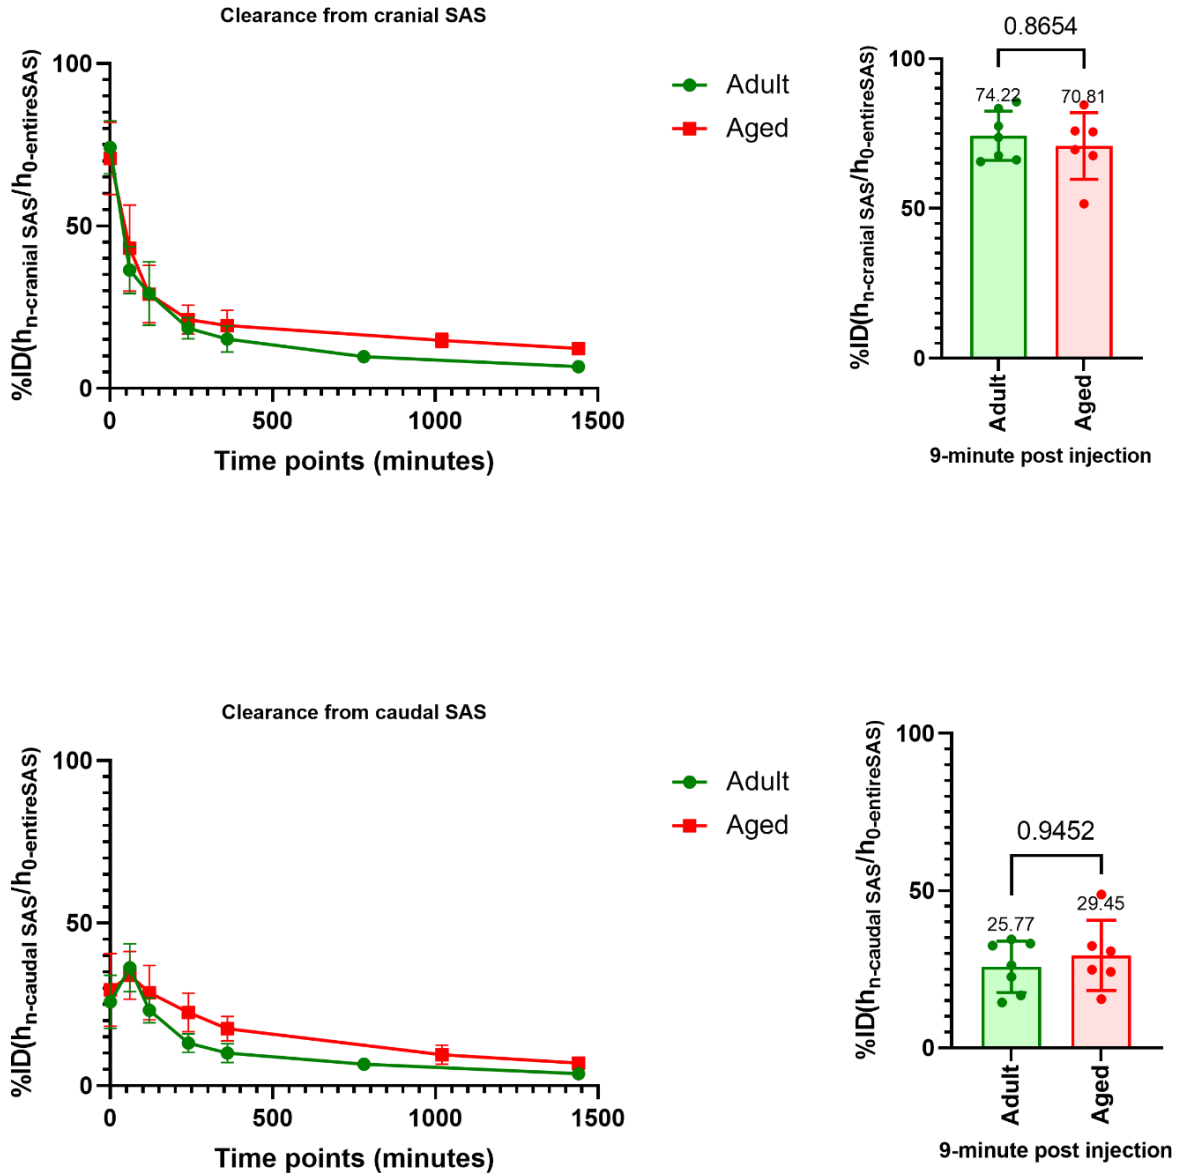 Clearance from cranial SAS
%ID(hn-cranial SAS/h0-entireSAS)
100
50
0
0
500
1000
1500
Time points (minutes)
Adult
Aged
0.8654
%ID(hn-cranial SAS/h0-entireSAS)
100
50
0
74.22
70.81
Adult
Aged
9-minute post injection
Clearance from caudal SAS
%ID(hn-caudal SAS/h0-entireSAS)
100
50
0
0
500
1000
1500
Time points (minutes)
Adult
Aged
%ID(hn-caudal SAS/h0-entireSAS)
100
50
0
0.9452
25.77
29.45
Adult
Aged
9-minute post injection